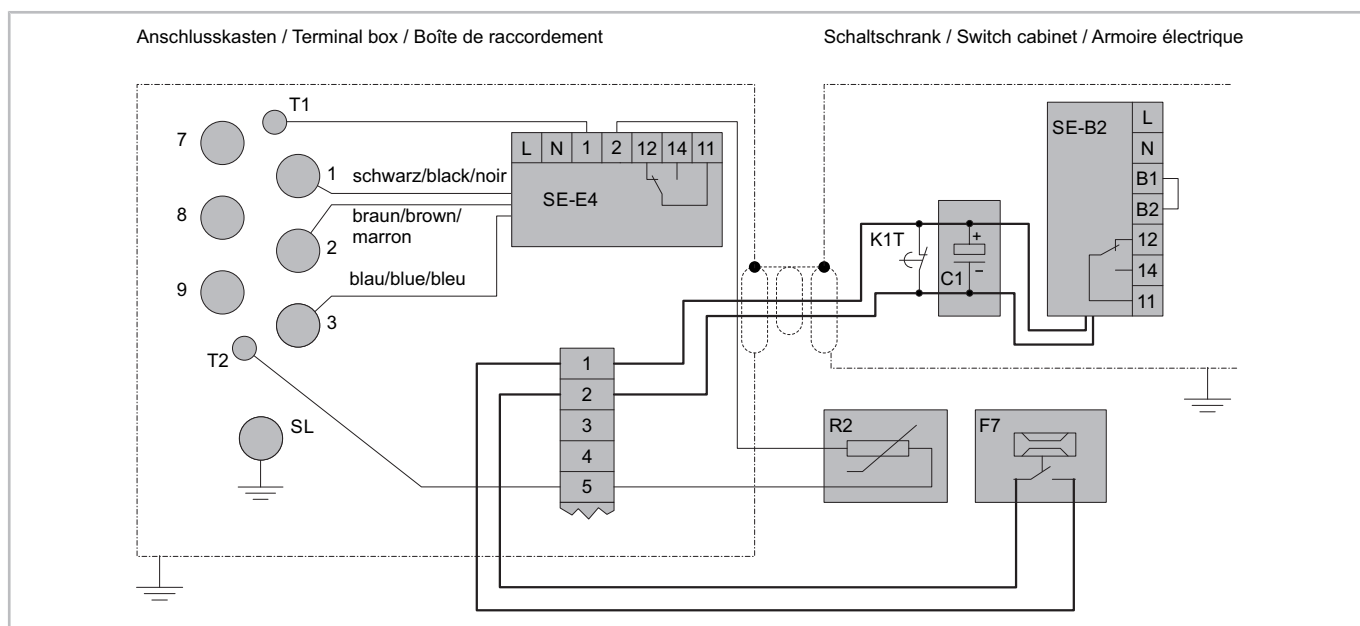 Anschlusskasten / Terminal box / Boîte de raccordement
Schaltschrank / Switch cabinet / Armoire électrique
T1
7
1
schwarz/black/noir
8
braun/brown/
marron
2
9
blau/blue/bleu
3
T2
SL
L N 1 2 12 14 11
SE-E4
1
2
3
4
5
K1T
+
−
C1
SE-B2
L
N
B1
B2
12
14
11
R2
F7